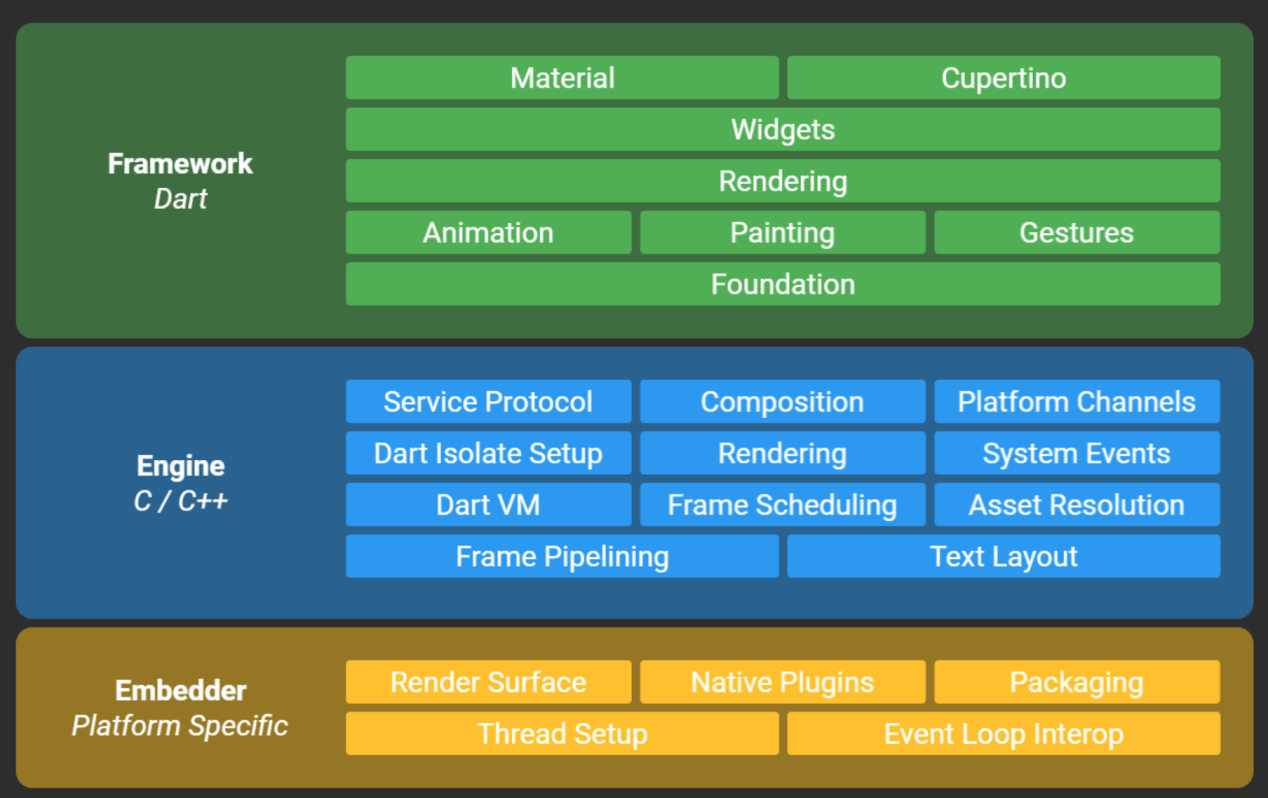 Framework
Dart
Material
Cupertino
Widgets
Rendering
Animation
Painting
Gestures
Foundation
Engine
C / C++
Service Protocol
Composition
Platform Channels
Dart Isolate Setup
Rendering
System Events
Dart VM
Frame Scheduling
Asset Resolution
Frame Pipelining
Text Layout
Embedder
Platform Specific
Render Surface
Native Plugins
Packaging
Thread Setup
Event Loop Interop